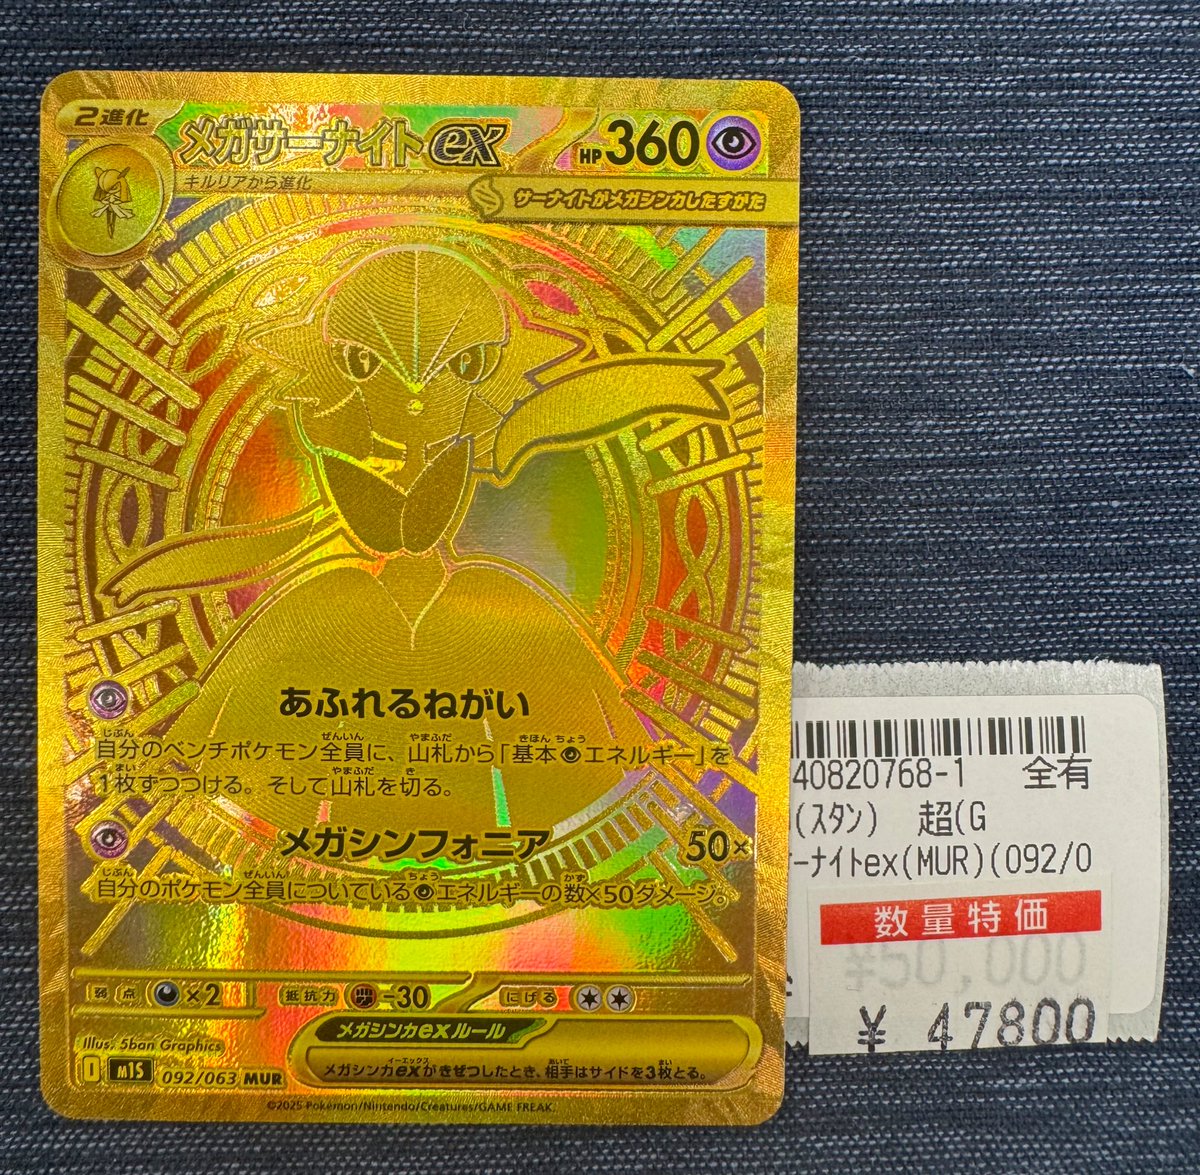 2進化
メガサーナイトex
HP360
キルリアから進化
サーナイトがメガシンカしたすがた
あふれるねがい
自分のベンチポケモン全員に、山札から「基本エネルギー」を
1枚ずつつける。そして山札を切る。
メガシンフォニア 50×
自分のポケモン全員についているエネルギーの数×50ダメージ。
弱点 ×2 抵抗力 -30 にげる
メガシンカexルール
メガシンカexがきぜつしたとき、相手はサイドを3枚とる。
Illus. 5ban Graphics
I M1S 092/063 MUR
©2025 Pokémon/Nintendo/Creatures/GAME FREAK
40820768-1 全有
(スタン) 超(G
ーナイトex(MUR)(092/0
数量特価
¥50,000
¥ 47800